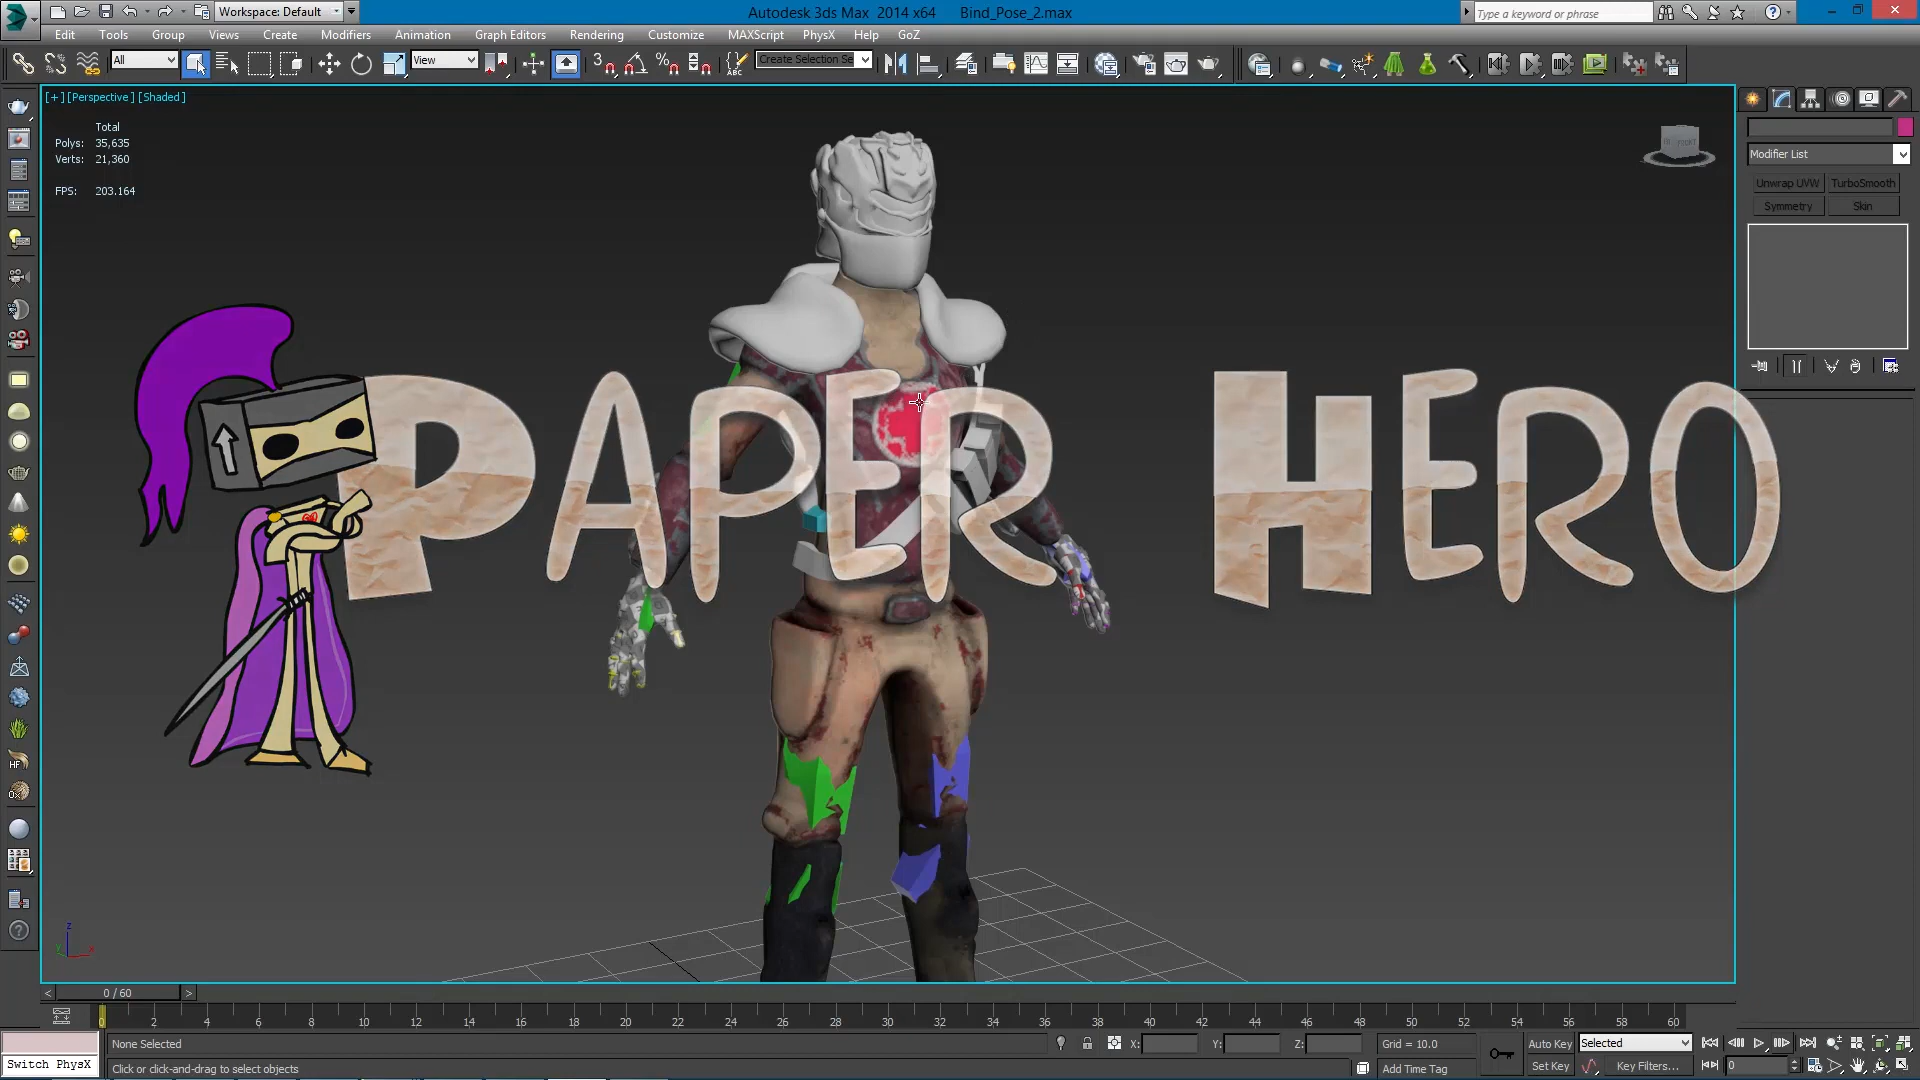 Workspace: Default
Autodesk 3ds Max 2014 x64 Bind_Pose_2.max
Type a keyword or phrase
Edit Tools Group Views Create Modifiers Animation Graph Editors Rendering Customize MAXScript PhysX Help GoZ
All
View
Create Selection Se
[+] [Perspective] [Shaded]
Total
Polys: 35,635
Verts: 21,360
FPS: 203.164
Modifier List
Unwrap UVW TurboSmooth
Symmetry Skin
PAPER HERO
HF
z
y x
< 0 / 60 >
0 2 4 6 8 10 12 14 16 18 20 22 24 26 28 30 32 34 36 38 40 42 44 46 48 50 52 54 56 58 60
None Selected X: Y: Z: Grid = 10.0 Auto Key Selected
Switch PhysX Click or click-and-drag to select objects Add Time Tag Set Key Key Filters... 0